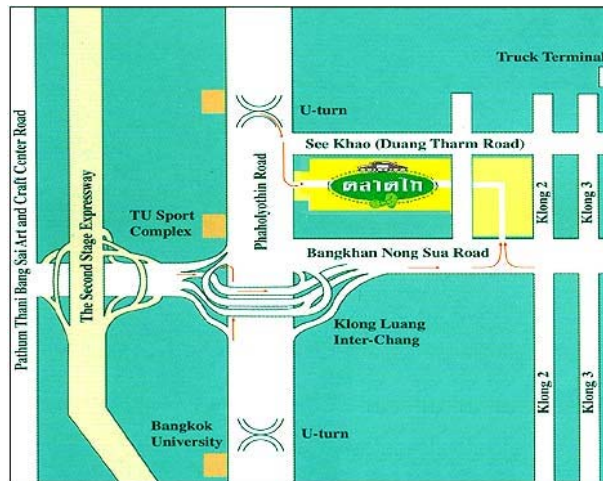 Truck Terminal
U-turn
See Khao (Duang Tharm Road)
ตลาดไท
Klong 2
Klong 3
Phaholyothin Road
TU Sport
Complex
Bangkhan Nong Sua Road
Pathum Thani Bang Sai Art and Craft Center Road
The Second Stage Expressway
Klong Luang
Inter-Chang
Klong 2
Klong 3
Bangkok
University
U-turn